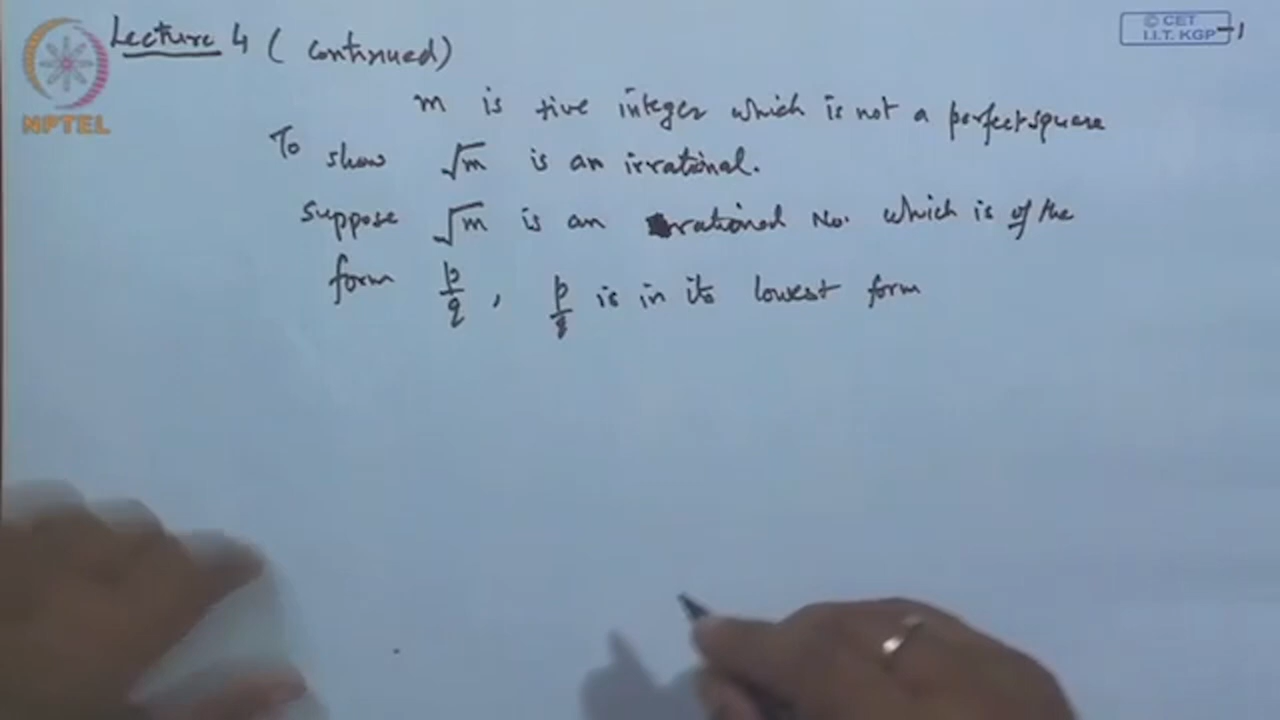 Lecture 4 (continued)
© CET
I.I.T. KGP
-1
NPTEL
m is +ive integer which is not a perfect square
To show √m is an irrational.
Suppose √m is an rational No. which is of the
form p/q, p/q is in its lowest form